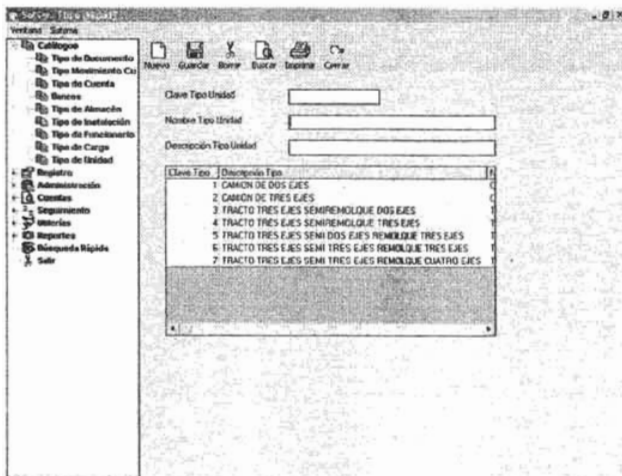 Ventana Sistema
Catálogos
Tipo de Documento
Tipo Movimiento Cu
Tipo de Cuenta
Bancos
Tipo de Almacén
Tipo de Instalación
Tipo de Funcionario
Tipo de Carga
Tipo de Unidad
Registro
Administración
Cuentas
Seguimiento
Reportes
Búsqueda Rápida
Salir
Nuevo Guardar Borrar Buscar Imprimir Cerrar
Clave Tipo Unidad
Nombre Tipo Unidad
Descripción Tipo Unidad
Clave Tipo Descripción Tipo
1 CAMION DE DOS EJES
2 CAMION DE TRES EJES
3 TRACTO TRES EJES SEMIREMOLQUE DOS EJES
4 TRACTO TRES EJES SEMIREMOLQUE TRES EJES
5 TRACTO TRES EJES SEMI DOS EJES REMOLQUE TRES EJES
6 TRACTO TRES EJES SEMI TRES EJES REMOLQUE TRES EJES
7 TRACTO TRES EJES SEMI TRES EJES REMOLQUE CUATRO EJES